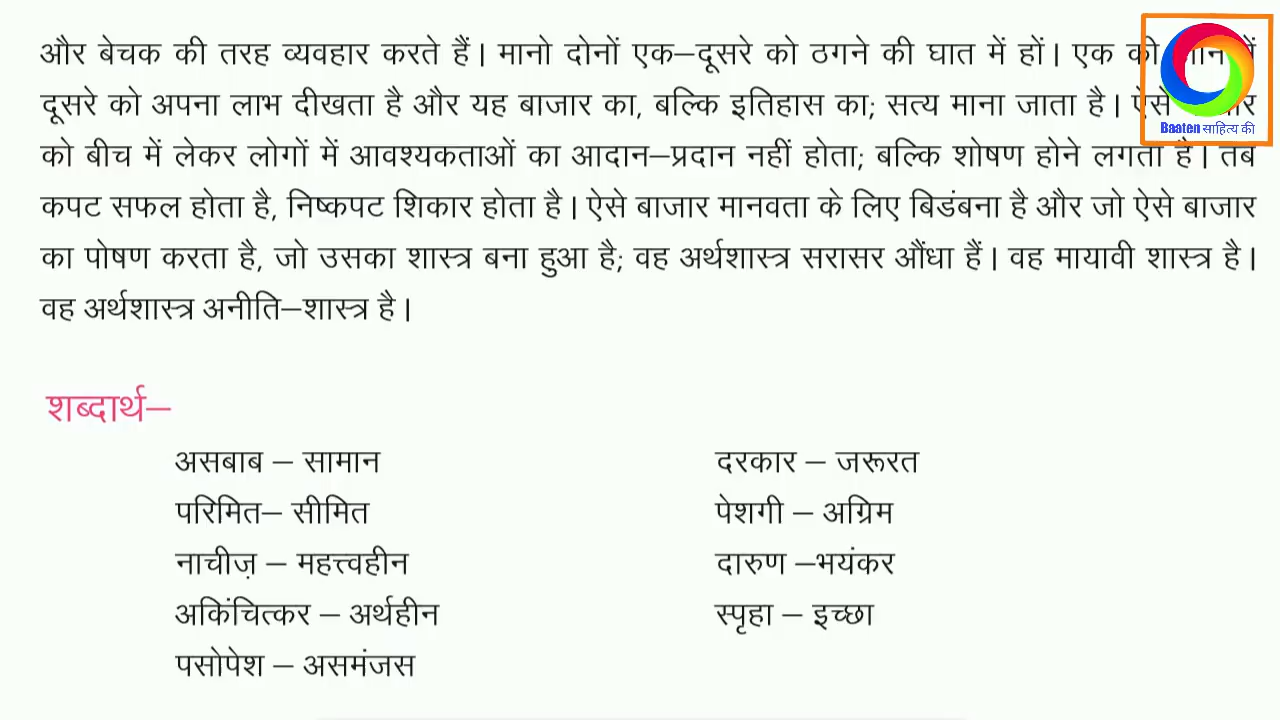 और बेचक की तरह व्यवहार करते हैं। मानो दोनों एक–दूसरे को ठगने की घात में हों। एक को
दूसरे को अपना लाभ दीखता है और यह बाजार का, बल्कि इतिहास का; सत्य माना जाता है। ऐसे
को बीच में लेकर लोगों में आवश्यकताओं का आदान–प्रदान नहीं होता; बल्कि शोषण होने लगता है। तब
कपट सफल होता है, निष्कपट शिकार होता है। ऐसे बाजार मानवता के लिए बिडंबना है और जो ऐसे बाजार
का पोषण करता है, जो उसका शास्त्र बना हुआ है; वह अर्थशास्त्र सरासर औंधा हैं। वह मायावी शास्त्र है।
वह अर्थशास्त्र अनीति–शास्त्र है।
Baaten साहित्य की
शब्दार्थ–
असबाब – सामान
परिमित– सीमित
नाचीज़ – महत्त्वहीन
अकिंचित्कर – अर्थहीन
पसोपेश – असमंजस
दरकार – जरूरत
पेशगी – अग्रिम
दारुण –भयंकर
स्पृहा – इच्छा